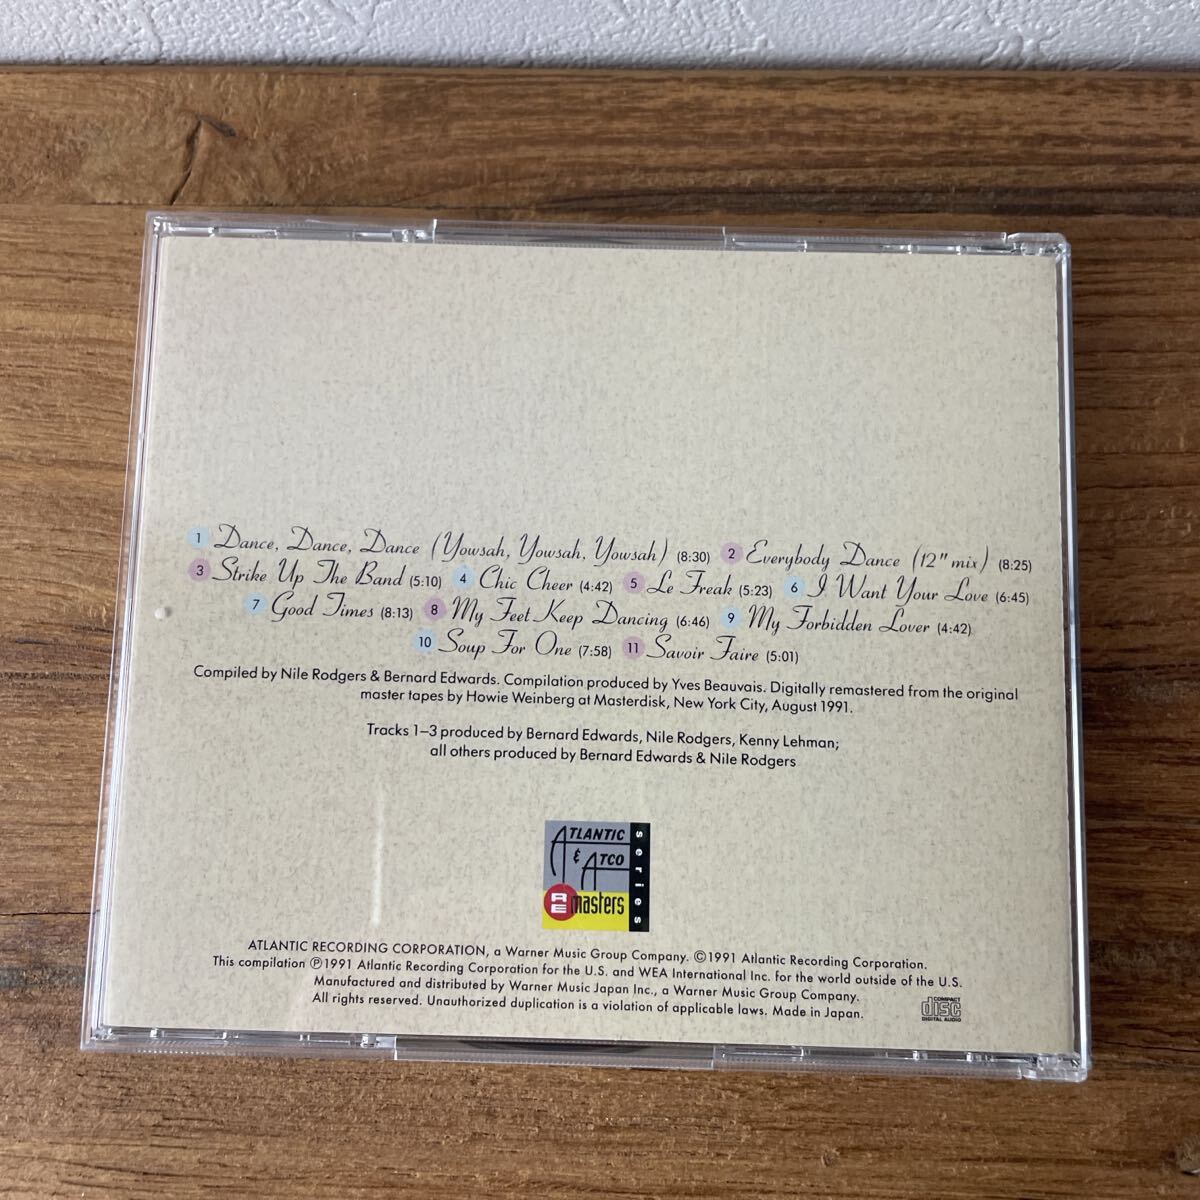 1 Dance, Dance, Dance (Yowsah, Yowsah, Yowsah) (8:30) 2 Everybody Dance (12" mix) (8:25)
3 Strike Up The Band (5:10) 4 Chic Cheer (4:42) 5 Le Freak (5:23) 6 I Want Your Love (6:45)
7 Good Times (8:13) 8 My Feet Keep Dancing (6:46) 9 My Forbidden Lover (4:42)
10 Soup For One (7:58) 11 Savoir Faire (5:01)
Compiled by Nile Rodgers & Bernard Edwards. Compilation produced by Yves Beauvais. Digitally remastered from the original
master tapes by Howie Weinberg at Masterdisk, New York City, August 1991.
Tracks 1–3 produced by Bernard Edwards, Nile Rodgers, Kenny Lehman;
all others produced by Bernard Edwards & Nile Rodgers
ATLANTIC
& ATCO
RE masters
series
ATLANTIC RECORDING CORPORATION, a Warner Music Group Company. ©1991 Atlantic Recording Corporation.
This compilation ℗1991 Atlantic Recording Corporation for the U.S. and WEA International Inc. for the world outside of the U.S.
Manufactured and distributed by Warner Music Japan Inc., a Warner Music Group Company.
All rights reserved. Unauthorized duplication is a violation of applicable laws. Made in Japan.
COMPACT
disc
DIGITAL AUDIO